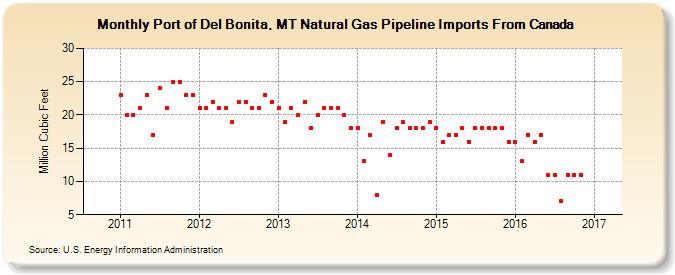 Monthly Port of Del Bonita, MT Natural Gas Pipeline Imports From Canada
Million Cubic Feet
30
25
20
15
10
5
2011 2012 2013 2014 2015 2016 2017
Source: U.S. Energy Information Administration